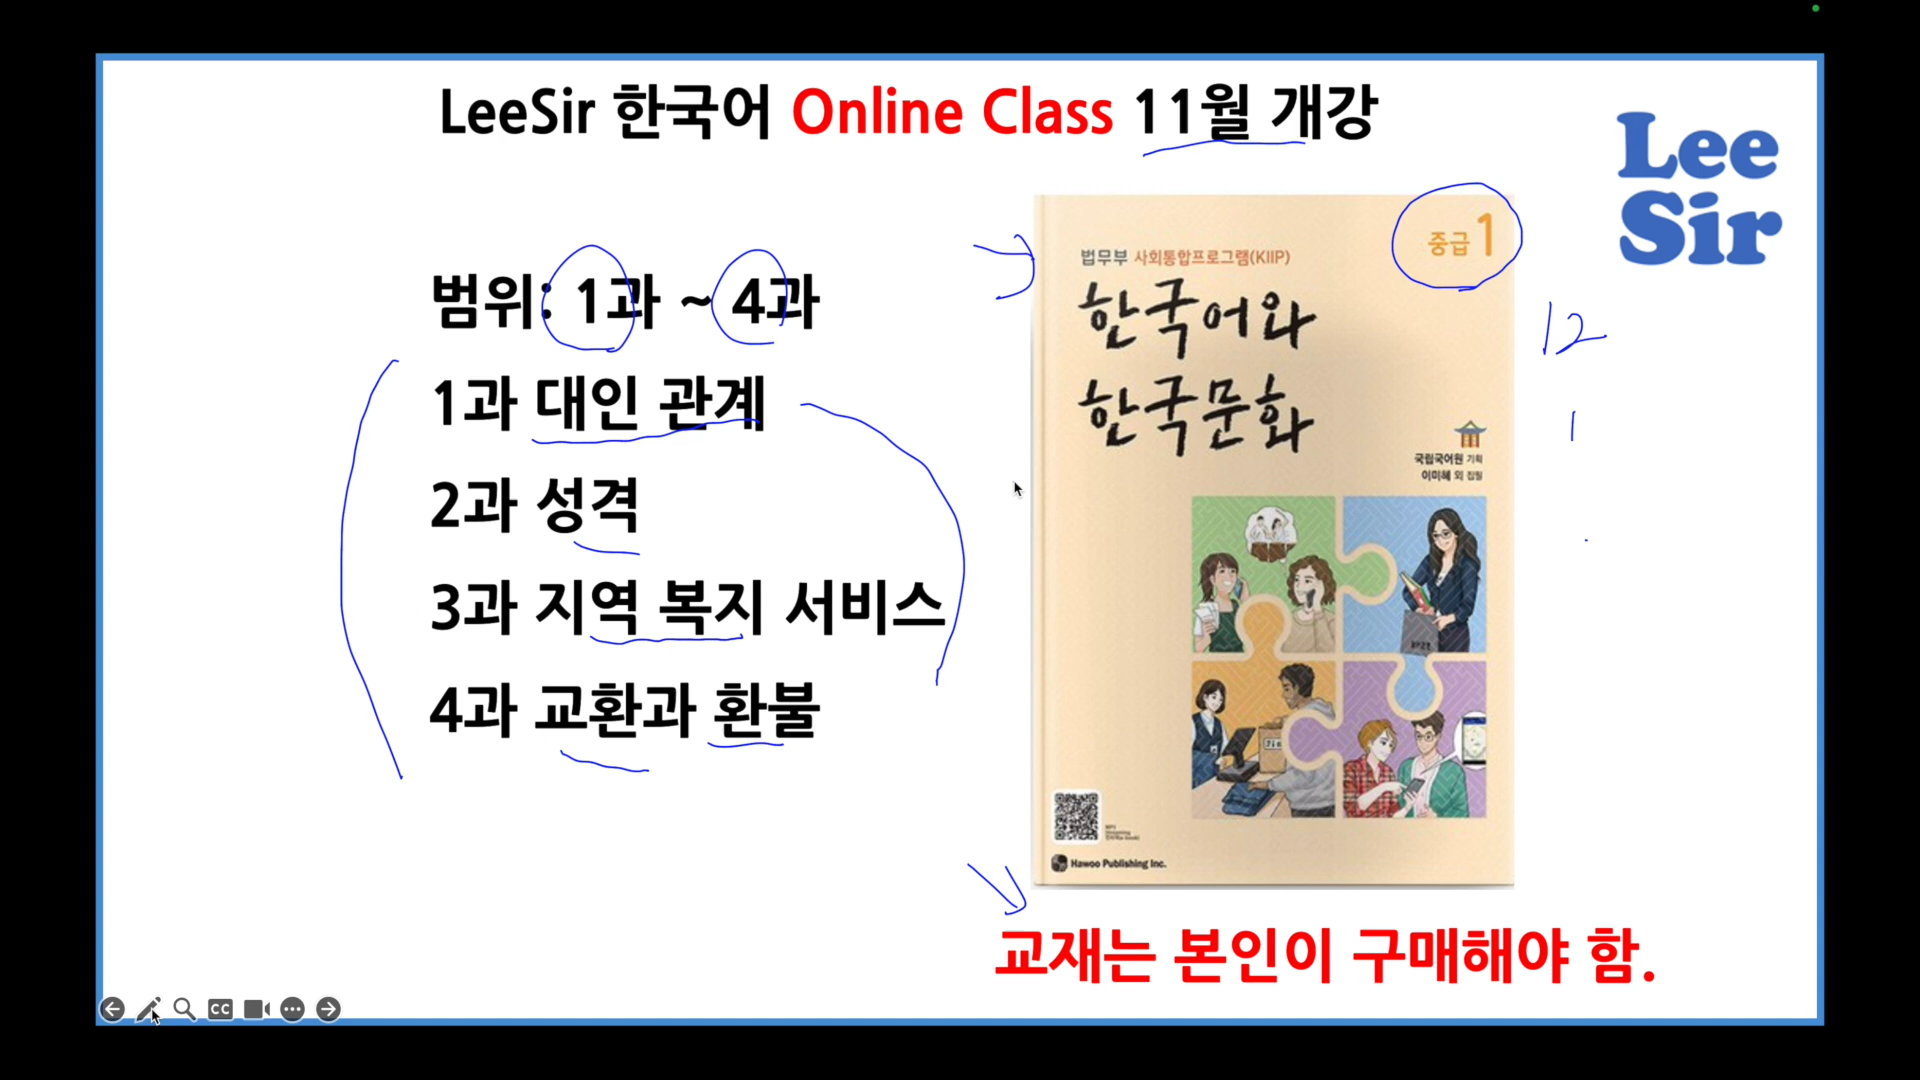 LeeSir 한국어 Online Class 11월 개강
Lee
Sir
범위: 1과 ~ 4과
1과 대인 관계
2과 성격
3과 지역 복지 서비스
4과 교환과 환불
중급 1
법무부 사회통합프로그램(KIIP)
한국어와
한국문화
국립국어원 기획
이미혜 외 집필
12
1
Hawoo Publishing Inc.
교재는 본인이 구매해야 함.
CC